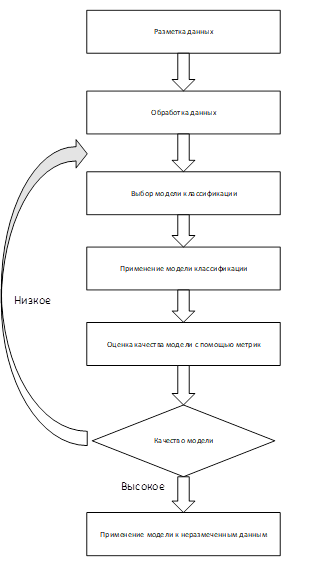 Разметка данных
Обработка данных
Выбор модели классификации
Применение модели классификации
Низкое
Оценка качества модели с помощью метрик
Качество модели
Высокое
Применение модели к неразмеченным данным